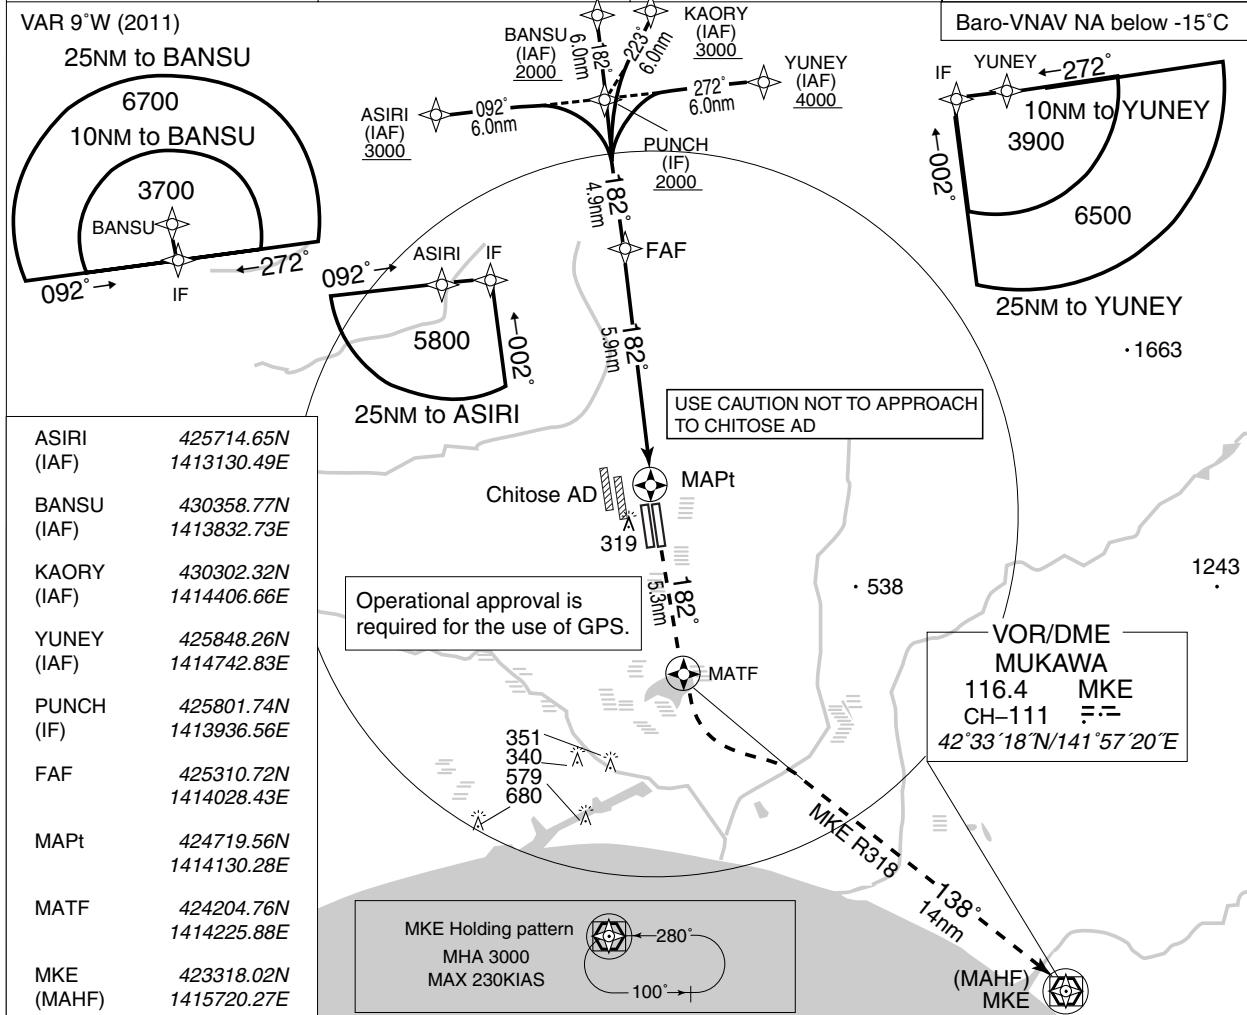 VAR 9°W (2011)
25NM to BANSU
6700
10NM to BANSU
3700
BANSU
IF
092°→
←272°
BANSU
(IAF)
2000
182°
6.0nm
KAORY
(IAF)
3000
223°
6.0nm
YUNEY
(IAF)
4000
272°
6.0nm
ASIRI
(IAF)
3000
092°
6.0nm
PUNCH
(IF)
2000
Baro-VNAV NA below -15°C
IF
YUNEY
←272°
10NM to YUNEY
3900
←002°
6500
25NM to YUNEY
092°→
ASIRI
IF
5800
←002°
25NM to ASIRI
182°
4.9nm
FAF
182°
5.9nm
1663
USE CAUTION NOT TO APPROACH
TO CHITOSE AD
ASIRI 425714.65N
(IAF) 1413130.49E
BANSU 430358.77N
(IAF) 1413832.73E
KAORY 430302.32N
(IAF) 1414406.66E
YUNEY 425848.26N
(IAF) 1414742.83E
PUNCH 425801.74N
(IF) 1413936.56E
FAF 425310.72N
1414028.43E
MAPt 424719.56N
1414130.28E
MATF 424204.76N
1414225.88E
MKE 423318.02N
(MAHF) 1415720.27E
Chitose AD
MAPt
319
Operational approval is
required for the use of GPS.
182°
5.3nm
538
1243
MATF
VOR/DME
MUKAWA
116.4 MKE
CH–111
42°33´18˝N/141°57´20˝E
351
340
579
680
MKE R318
138°
14nm
(MAHF)
MKE
MKE Holding pattern
MHA 3000
MAX 230KIAS
←280°
100°→